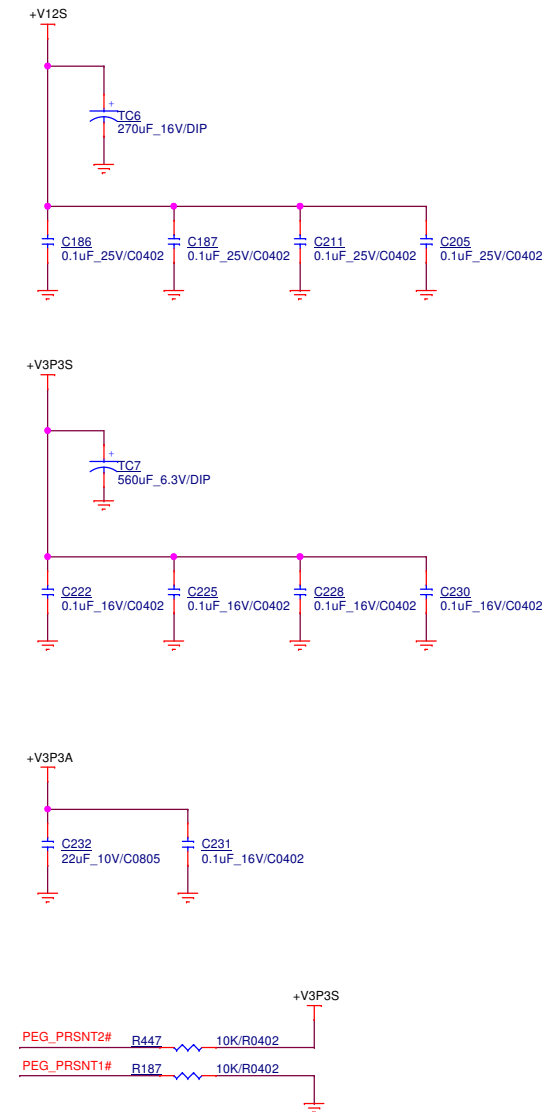 +V12S
+
TC6
270uF_16V/DIP
C186
0.1uF_25V/C0402
C187
0.1uF_25V/C0402
C211
0.1uF_25V/C0402
C205
0.1uF_25V/C0402
+V3P3S
+
TC7
560uF_6.3V/DIP
C222
0.1uF_16V/C0402
C225
0.1uF_16V/C0402
C228
0.1uF_16V/C0402
C230
0.1uF_16V/C0402
+V3P3A
C232
22uF_10V/C0805
C231
0.1uF_16V/C0402
+V3P3S
PEG_PRSNT2# R447 10K/R0402
PEG_PRSNT1# R187 10K/R0402